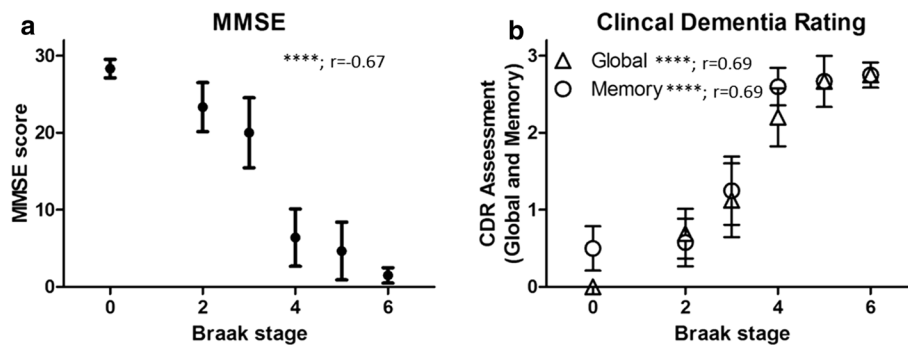 a
MMSE
****; r=-0.67
MMSE score
30
20
10
0
0 2 4 6
Braak stage
b
Clincal Dementia Rating
Global ****; r=0.69
Memory ****; r=0.69
CDR Assessment
(Global and Memory)
3
2
1
0
0 2 4 6
Braak stage